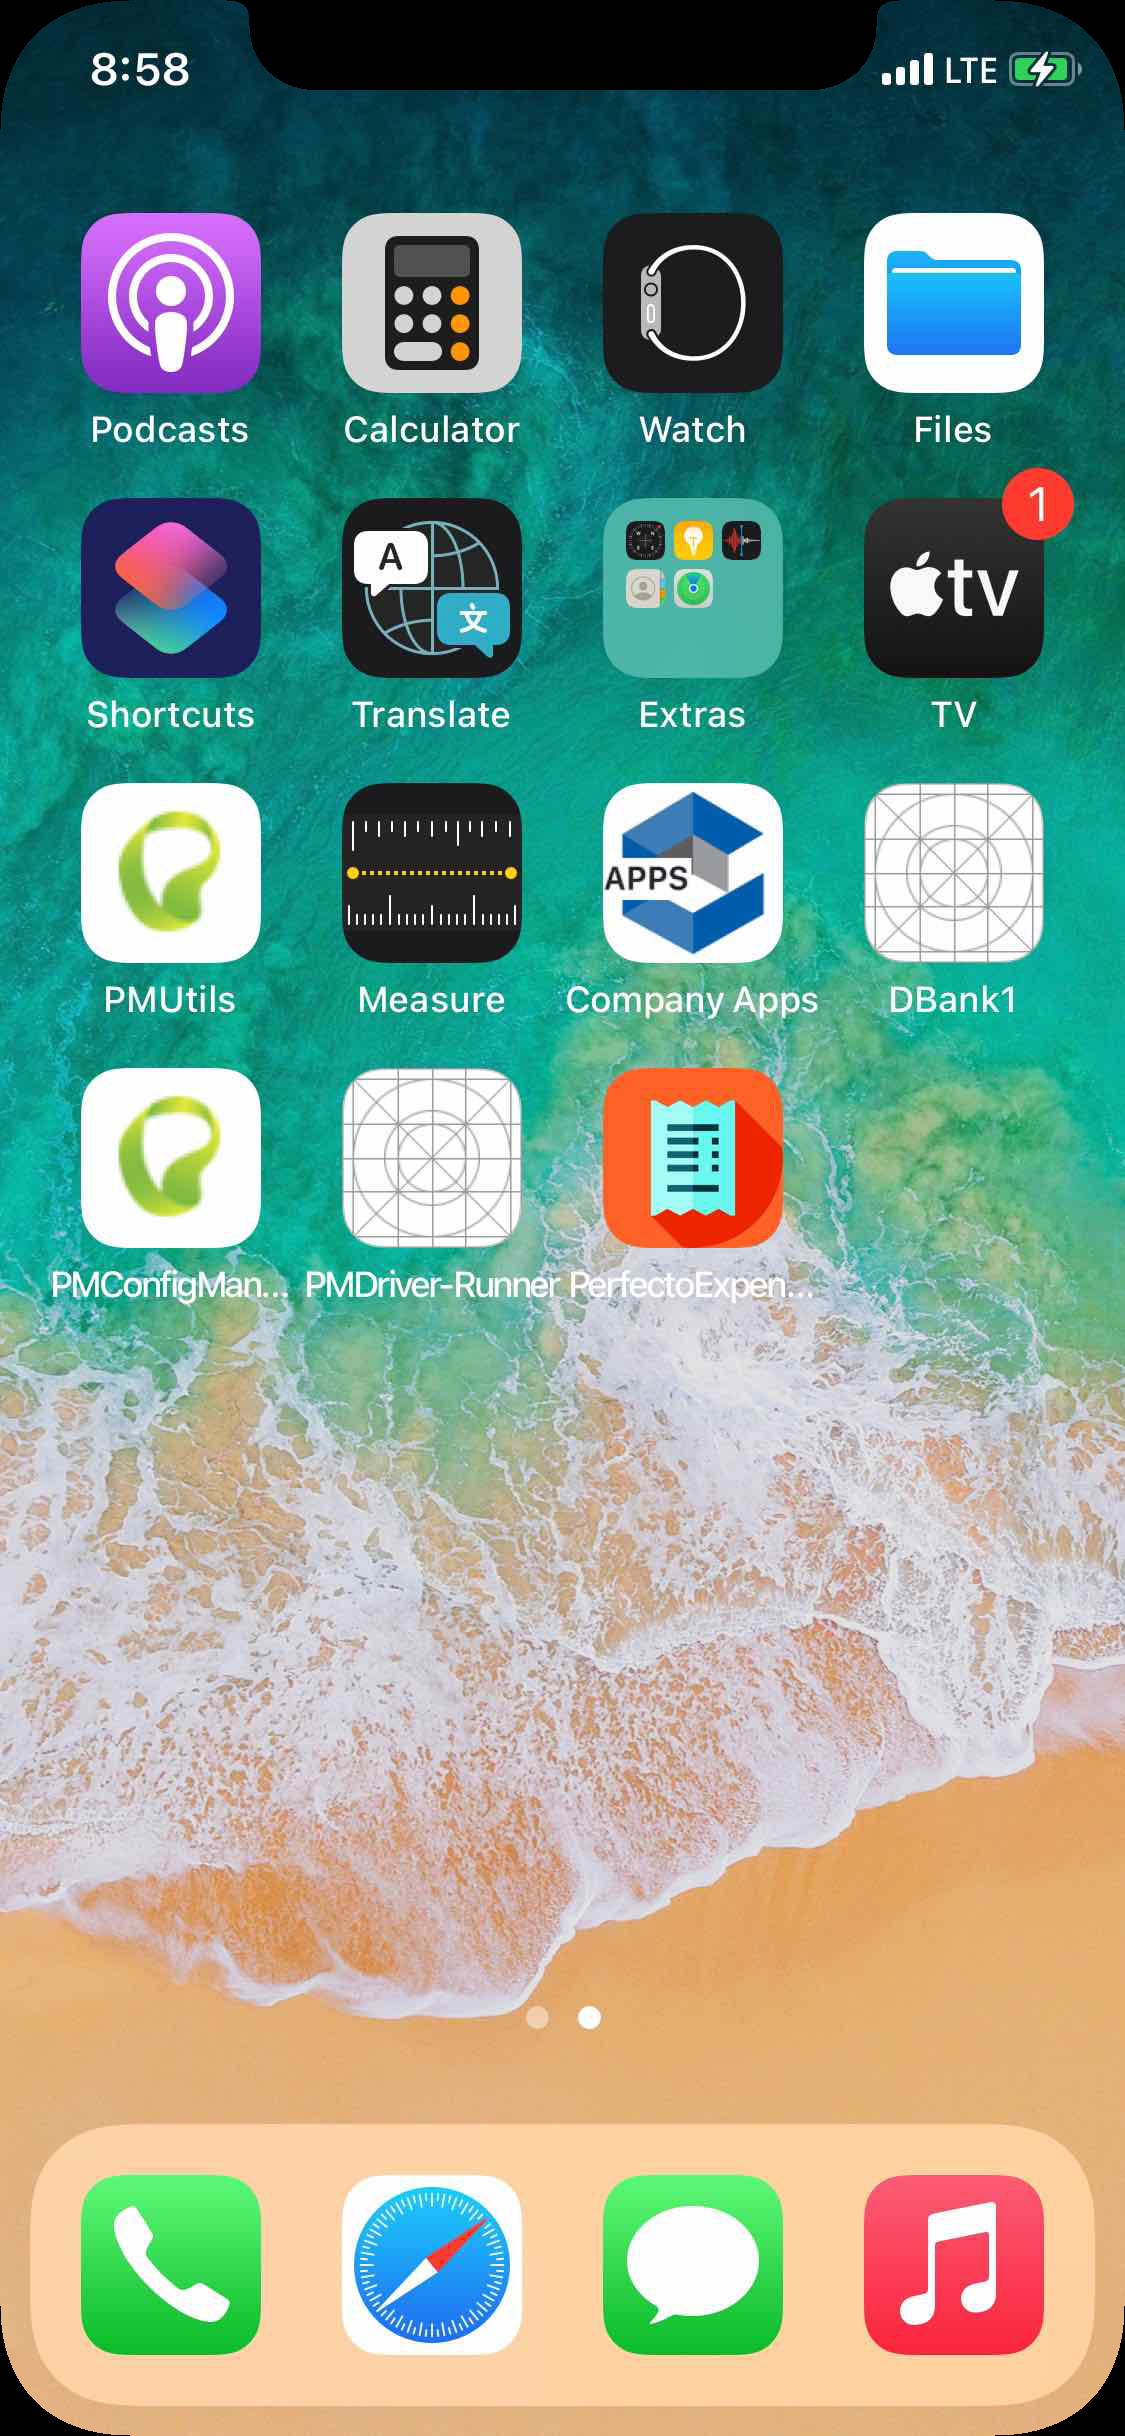 8:58 LTE
Podcasts Calculator Watch Files
1
tv
A 文
Shortcuts Translate Extras TV
APPS
PMUtils Measure Company Apps DBank1
PMConfigMan... PMDriver-Runner PerfectoExpen...